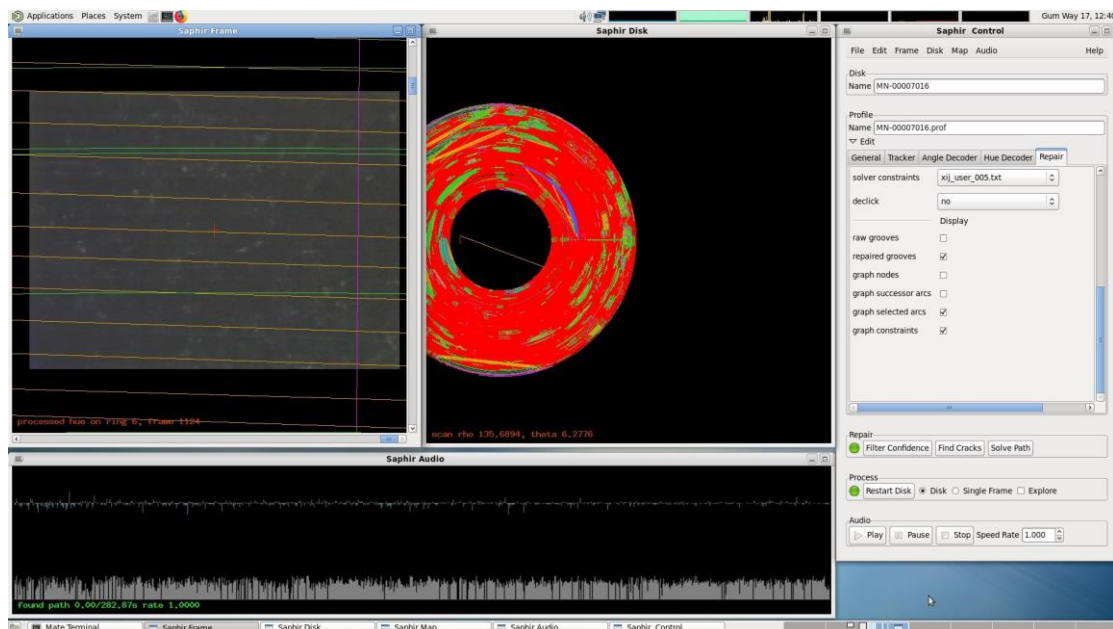 Applications Places System Gum Way 17, 12:40
Saphir Frame
processed hue on ring 6, frame 1124
Saphir Disk
scan rho 135,6894, theta 6.2776
Saphir Audio
found path 0,00/282,87s rate 1,0000
Saphir Control
File Edit Frame Disk Map Audio Help
Disk
Name MN-00007016
Profile
Name MN-00007016.prof
Edit
General Tracker Angle Decoder Hue Decoder Repair
solver constraints xij_user_005.txt
declick no
Display
raw grooves
repaired grooves
graph nodes
graph successor arcs
graph selected arcs
graph constraints
Repair
Filter Confidence Find Cracks Solve Path
Process
Restart Disk Disk Single Frame Explore
Audio
Play Pause Stop Speed Rate 1.000
Mate Terminal Saphir Frame Saphir Disk Saphir Map Saphir Audio Saphir Control